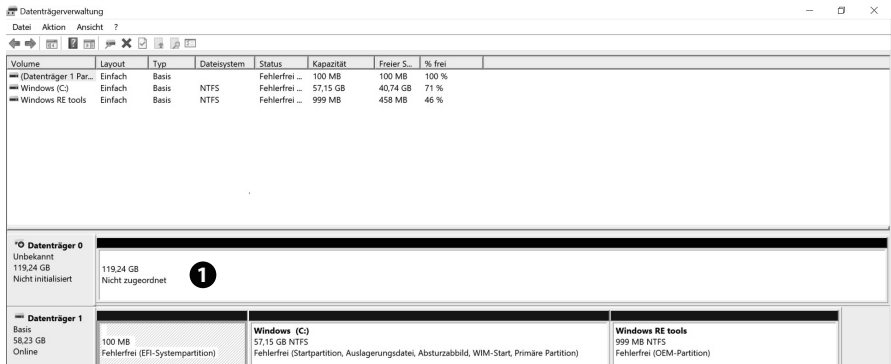 Datenträgerverwaltung
Datei Aktion Ansicht ?
Volume Layout Typ Dateisystem Status Kapazität Freier S... % frei
(Datenträger 1 Par... Einfach Basis Fehlerfrei ... 100 MB 100 MB 100 %
Windows (C:) Einfach Basis NTFS Fehlerfrei ... 57,15 GB 40,74 GB 71 %
Windows RE tools Einfach Basis NTFS Fehlerfrei ... 999 MB 458 MB 46 %
Datenträger 0
Unbekannt
119,24 GB
Nicht initialisiert
119,24 GB
Nicht zugeordnet
1
Datenträger 1
Basis
58,23 GB
Online
100 MB
Fehlerfrei (EFI-Systempartition)
Windows (C:)
57,15 GB NTFS
Fehlerfrei (Startpartition, Auslagerungsdatei, Absturzabbild, WIM-Start, Primäre Partition)
Windows RE tools
999 MB NTFS
Fehlerfrei (OEM-Partition)